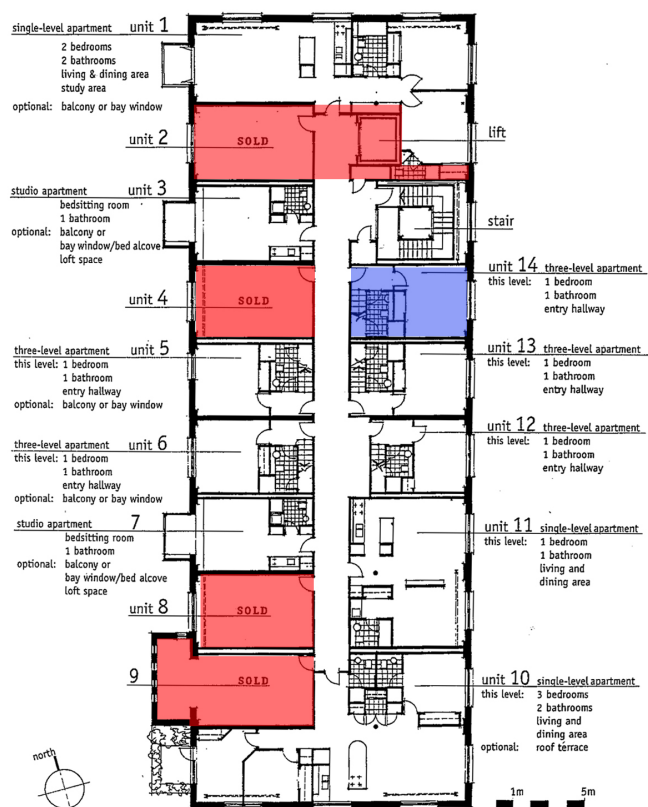 single-level apartment unit 1
2 bedrooms
2 bathrooms
living & dining area
study area
optional: balcony or bay window
SOLD
unit 2
lift
studio apartment unit 3
bedsitting room
1 bathroom
optional: balcony or
bay window/bed alcove
loft space
stair
unit 14 three-level apartment
this level: 1 bedroom
1 bathroom
entry hallway
unit 4
SOLD
three-level apartment unit 5
this level: 1 bedroom
1 bathroom
entry hallway
optional: balcony or bay window
unit 13 three-level apartment
this level: 1 bedroom
1 bathroom
entry hallway
three-level apartment unit 6
this level: 1 bedroom
1 bathroom
entry hallway
optional: balcony or bay window
unit 12 three-level apartment
this level: 1 bedroom
1 bathroom
entry hallway
studio apartment 7
bedsitting room
1 bathroom
optional: balcony or
bay window/bed alcove
loft space
unit 11 single-level apartment
this level: 1 bedroom
1 bathroom
living and
dining area
unit 8
SOLD
9
SOLD
unit 10 single-level apartment
this level: 3 bedrooms
2 bathrooms
living and
dining area
optional: roof terrace
north
1m 5m